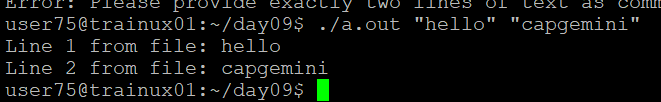 Error: Please provide exactly two lines of text as comm
user75@trainux01:~/day09$ ./a.out "hello" "capgemini"
Line 1 from file: hello
Line 2 from file: capgemini
user75@trainux01:~/day09$